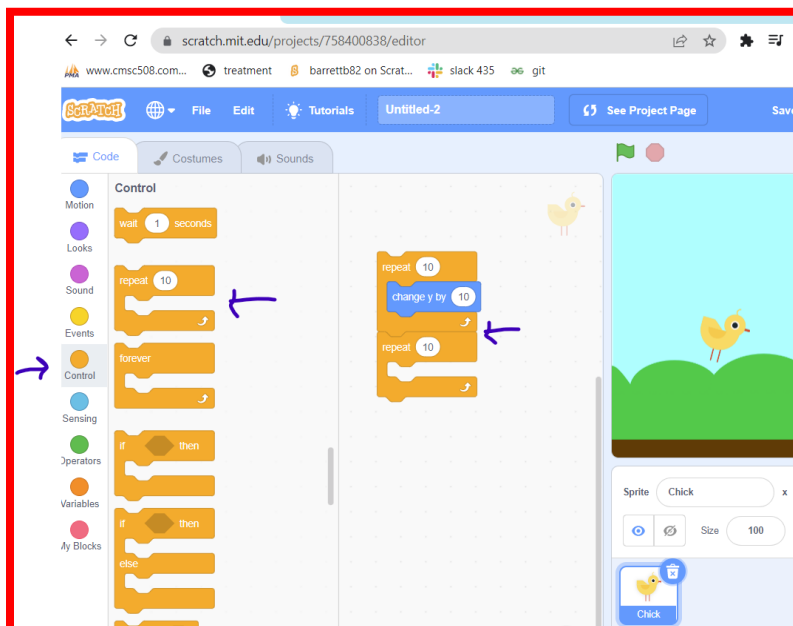 scratch.mit.edu/projects/758400838/editor
PMA www.cmsc508.com... treatment barrettb82 on Scrat... slack 435 git
SCRATCH File Edit Tutorials Untitled-2 See Project Page Save
Code Costumes Sounds
Motion
Looks
Sound
Events
Control
Sensing
Operators
Variables
My Blocks
Control
wait 1 seconds
repeat 10
forever
if then
if then
else
repeat 10
change y by 10
repeat 10
Sprite Chick x
Size 100
Chick